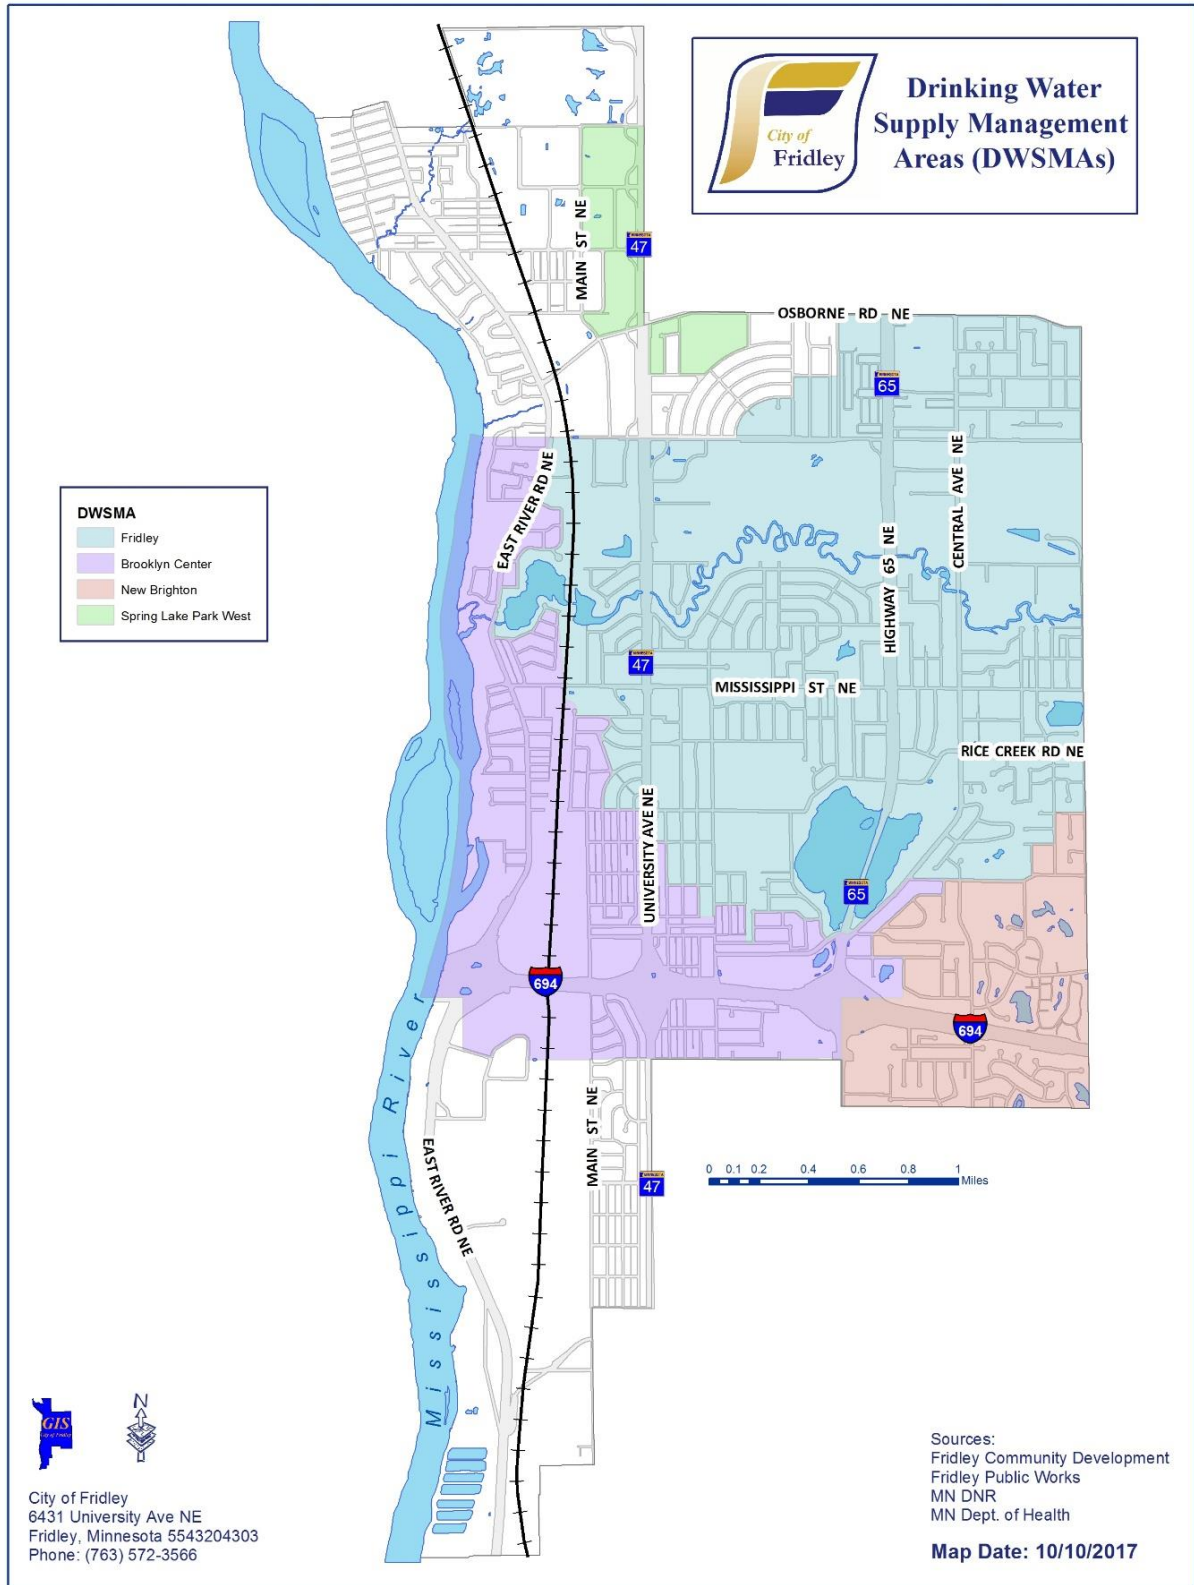 Drinking Water
Supply Management
Areas (DWSMAs)
City of
Fridley
MAIN ST NE
47
OSBORNE RD NE
65
CENTRAL AVE NE
EAST RIVER RD NE
HIGHWAY 65 NE
DWSMA
Fridley
Brooklyn Center
New Brighton
Spring Lake Park West
47
MISSISSIPPI ST NE
RICE CREEK RD NE
UNIVERSITY AVE NE
65
694
694
Mississippi River
MAIN ST NE
EAST RIVER RD NE
47
0 0.1 0.2 0.4 0.6 0.8 1
Miles
N
GIS
City of Fridley
City of Fridley
6431 University Ave NE
Fridley, Minnesota 5543204303
Phone: (763) 572-3566
Sources:
Fridley Community Development
Fridley Public Works
MN DNR
MN Dept. of Health
Map Date: 10/10/2017